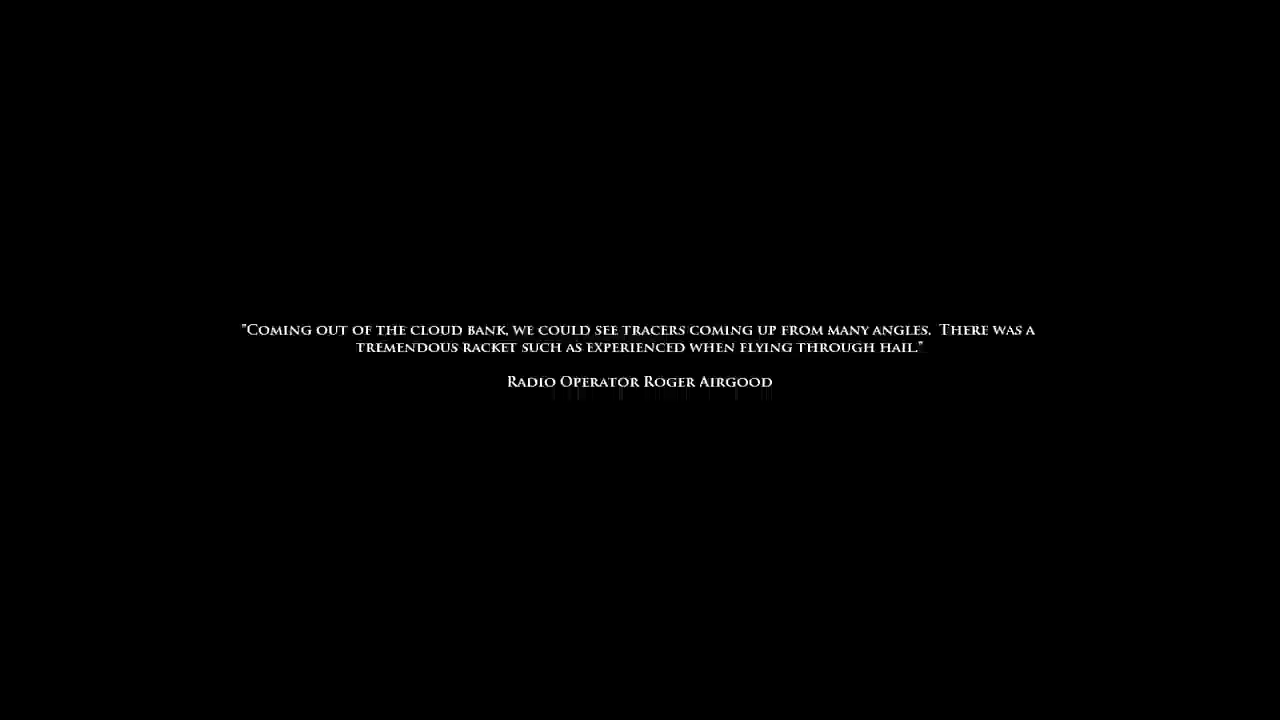 "Coming out of the cloud bank, we could see tracers coming up from many angles.  There was a
tremendous racket such as experienced when flying through hail."
Radio Operator Roger Airgood